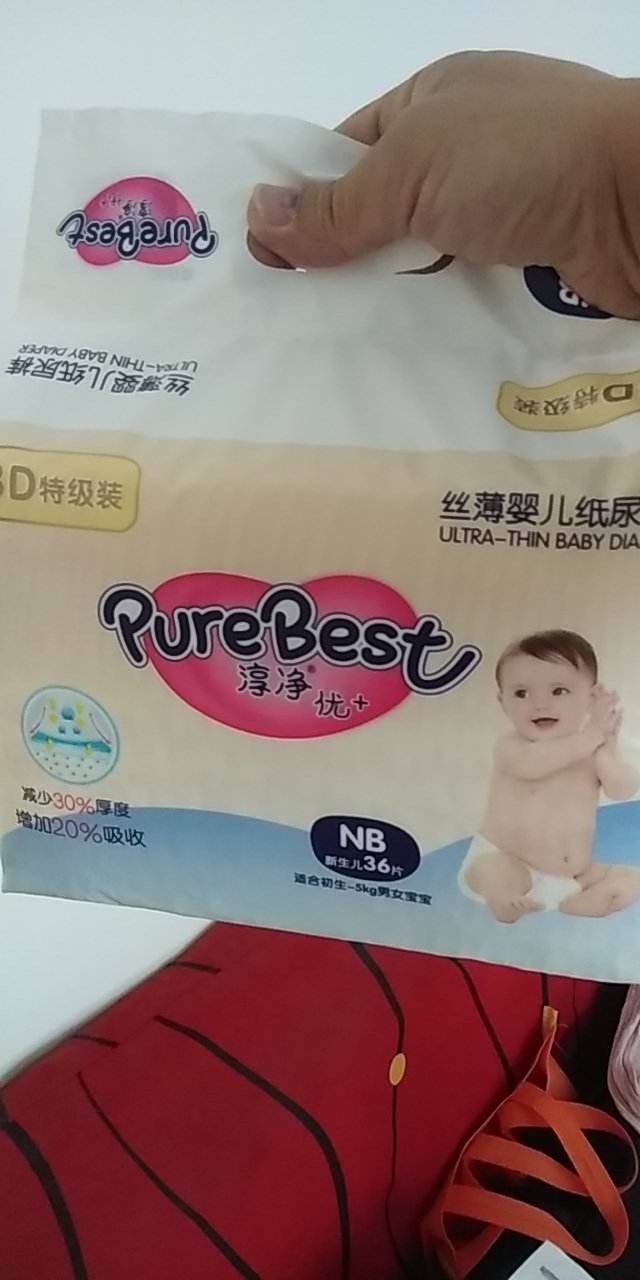 PureBest
淳净 优+
丝薄婴儿纸尿裤
ULTRA-THIN BABY DIAPER
D特级装
3D特级装
丝薄婴儿纸尿
ULTRA-THIN BABY DIA
PureBest
淳净® 优+
减少30%厚度
增加20%吸收
NB
新生儿36片
适合初生~5kg男女宝宝